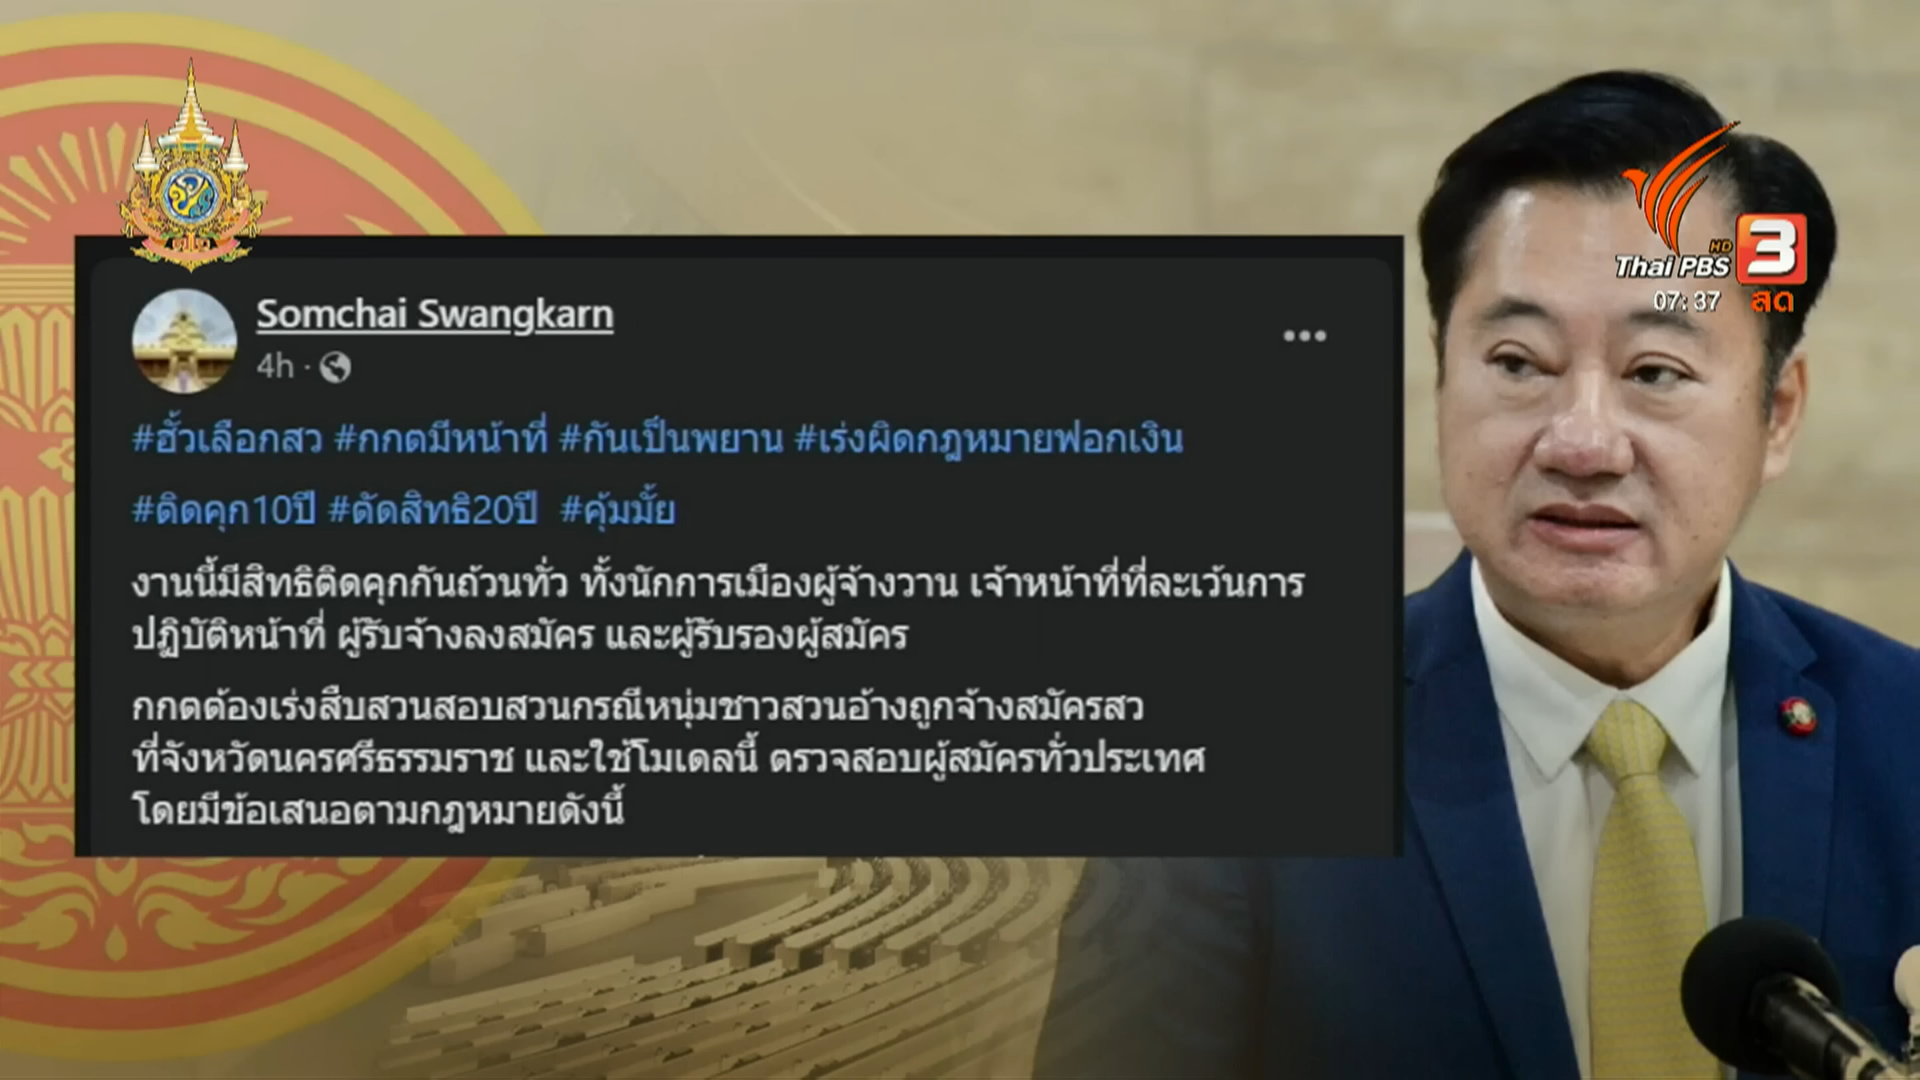 Thai PBS
HD
3
07:37 สด
Somchai Swangkarn
4h ·
#ฮั้วเลือกสว #กกตมีหน้าที่ #กันเป็นพยาน #เร่งผิดกฎหมายฟอกเงิน
#ติดคุก10ปี #ตัดสิทธิ20ปี #คุ้มมั้ย
งานนี้มีสิทธิติดคุกกันถ้วนทั่ว ทั้งนักการเมืองผู้จ้างวาน เจ้าหน้าที่ที่ละเว้นการ
ปฏิบัติหน้าที่ ผู้รับจ้างลงสมัคร และผู้รับรองผู้สมัคร
กกตต้องเร่งสืบสวนสอบสวนกรณีหนุ่มชาวสวนอ้างถูกจ้างสมัครสว
ที่จังหวัดนครศรีธรรมราช และใช้โมเดลนี้ ตรวจสอบผู้สมัครทั่วประเทศ
โดยมีข้อเสนอตามกฎหมายดังนี้